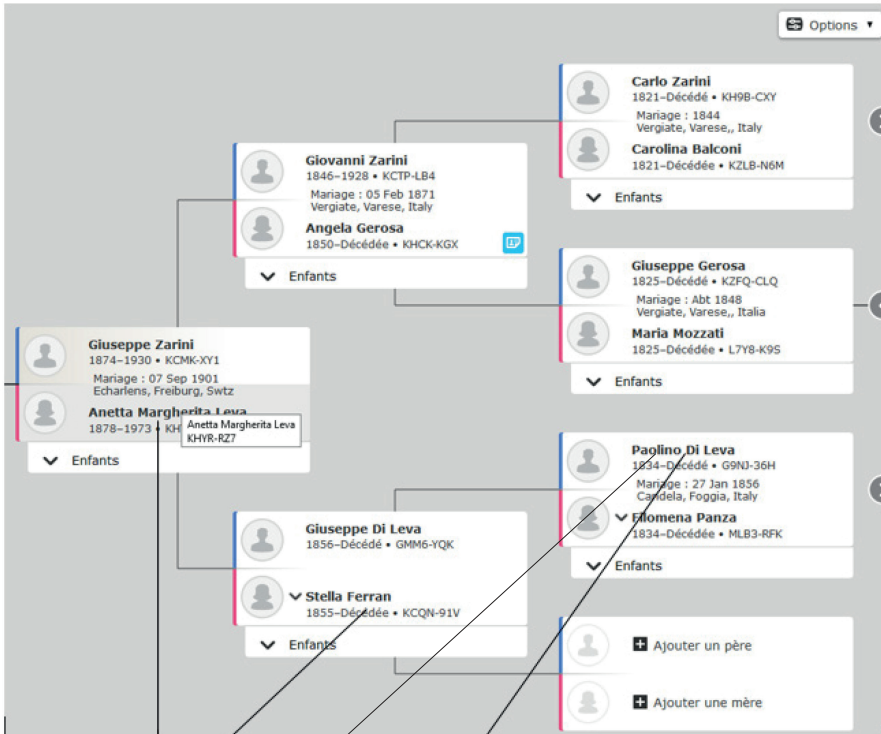 Options
Carlo Zarini
1821–Décédé • KH9B-CXY
Mariage : 1844
Vergiate, Varese,, Italy
Carolina Balconi
1821–Décédée • KZLB-N6M
Enfants
Giovanni Zarini
1846–1928 • KCTP-LB4
Mariage : 05 Feb 1871
Vergiate, Varese, Italy
Angela Gerosa
1850–Décédée • KHCK-KGX
Enfants
Giuseppe Gerosa
1825–Décédé • KZFQ-CLQ
Mariage : Abt 1848
Vergiate, Varese,, Italia
Maria Mozzati
1825–Décédée • L7Y8-K9S
Enfants
Giuseppe Zarini
1874–1930 • KCMK-XY1
Mariage : 07 Sep 1901
Echarlens, Freiburg, Swtz
Anetta Margherita Leva
1878–1973 • KH
Anetta Margherita Leva
KHYR-RZ7
Enfants
Paolino Di Leva
1834–Décédé • G9NJ-36H
Mariage : 27 Jan 1856
Candela, Foggia, Italy
Filomena Panza
1834–Décédée • MLB3-RFK
Enfants
Giuseppe Di Leva
1856–Décédé • GMM6-YQK
Stella Ferran
1855–Décédée • KCQN-91V
Enfants
Ajouter un père
Ajouter une mère